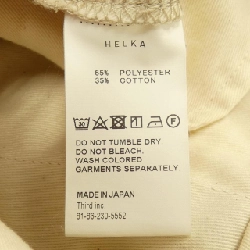 HELKA
65% POLYESTER
35% COTTON
DO NOT TUMBLE DRY
DO NOT BLEACH.
WASH COLORED
GARMENTS SEPARATELY
MADE IN JAPAN
Third inc